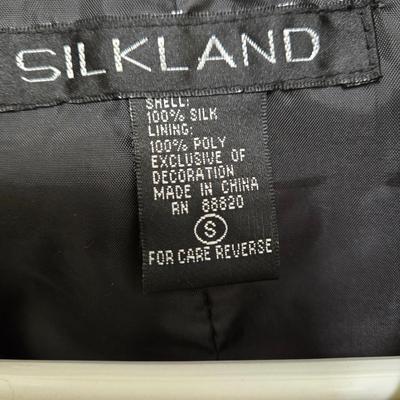 SILKLAND
SHELL:
100% SILK
LINING:
100% POLY
EXCLUSIVE OF
DECORATION
MADE IN CHINA
RN 88820
S
FOR CARE REVERSE